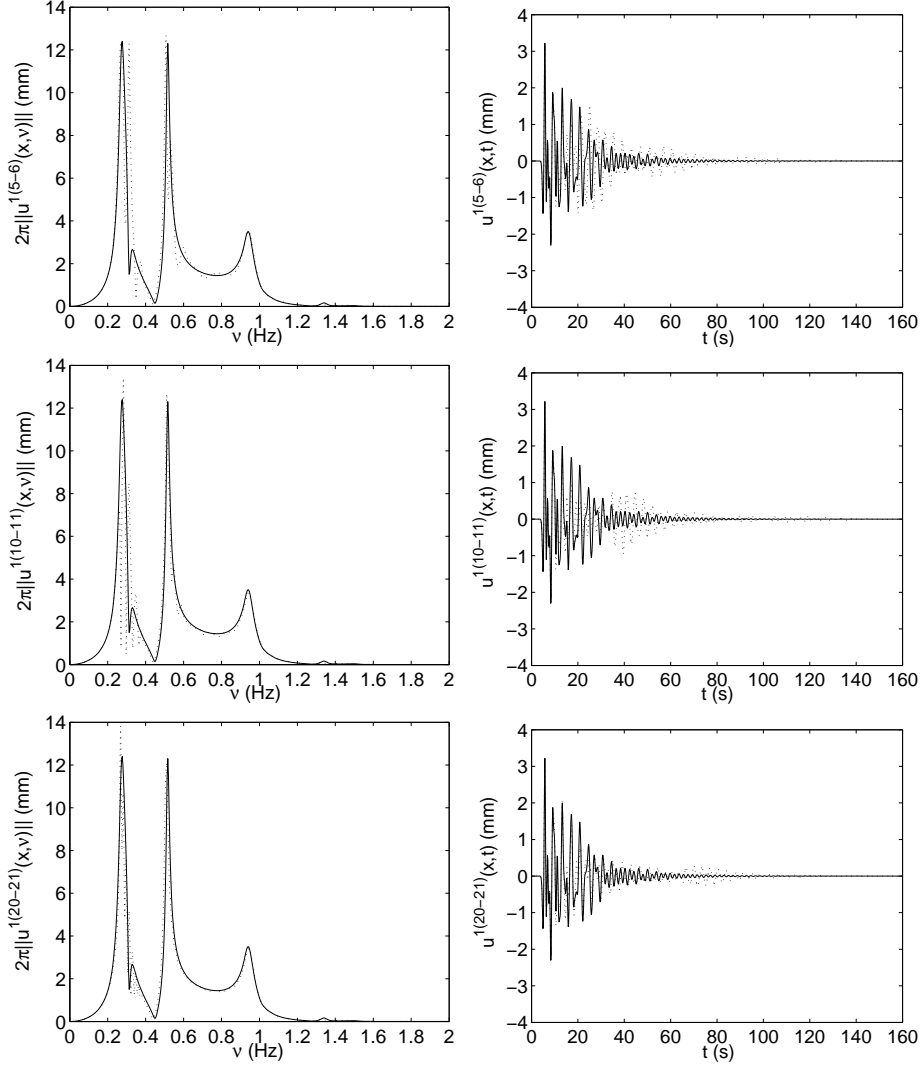 14
12
10
8
6
4
2
0
2π||u^1(5−6)(x,ν)|| (mm)
0 0.2 0.4 0.6 0.8 1 1.2 1.4 1.6 1.8 2
ν (Hz)
4
3
2
1
0
−1
−2
−3
−4
u^1(5−6)(x,t) (mm)
0 20 40 60 80 100 120 140 160
t (s)
14
12
10
8
6
4
2
0
2π||u^1(10−11)(x,ν)|| (mm)
0 0.2 0.4 0.6 0.8 1 1.2 1.4 1.6 1.8 2
ν (Hz)
4
3
2
1
0
−1
−2
−3
−4
u^1(10−11)(x,t) (mm)
0 20 40 60 80 100 120 140 160
t (s)
14
12
10
8
6
4
2
0
2π||u^1(20−21)(x,ν)|| (mm)
0 0.2 0.4 0.6 0.8 1 1.2 1.4 1.6 1.8 2
ν (Hz)
4
3
2
1
0
−1
−2
−3
−4
u^1(20−21)(x,t) (mm)
0 20 40 60 80 100 120 140 160
t (s)